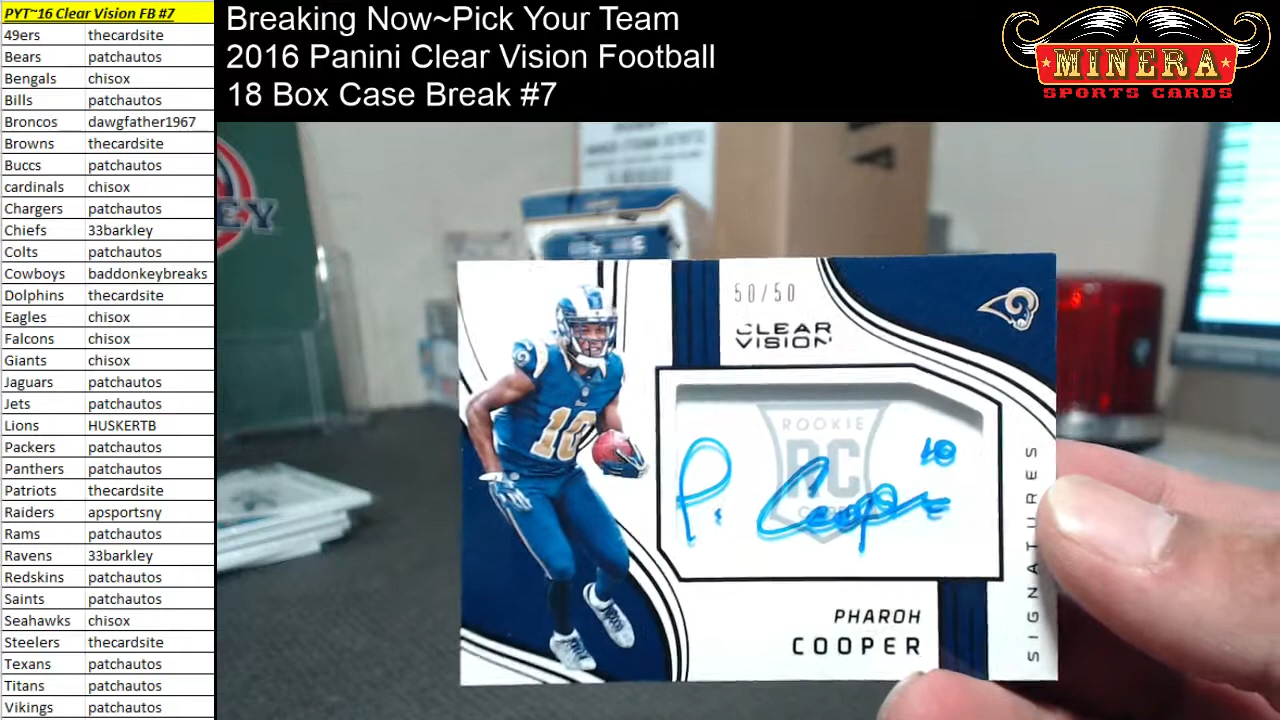 PYT~16 Clear Vision FB #7
49ers thecardsite
Bears patchautos
Bengals chisox
Bills patchautos
Broncos dawgfather1967
Browns thecardsite
Buccs patchautos
cardinals chisox
Chargers patchautos
Chiefs 33barkley
Colts patchautos
Cowboys baddonkeybreaks
Dolphins thecardsite
Eagles chisox
Falcons chisox
Giants chisox
Jaguars patchautos
Jets patchautos
Lions HUSKERTB
Packers patchautos
Panthers patchautos
Patriots thecardsite
Raiders apsportsny
Rams patchautos
Ravens 33barkley
Redskins patchautos
Saints patchautos
Seahawks chisox
Steelers thecardsite
Texans patchautos
Titans patchautos
Vikings patchautos
Breaking Now~Pick Your Team
2016 Panini Clear Vision Football
18 Box Case Break #7
MINERA
SPORTS CARDS
50/50
CLEAR
VISION
10
ROOKIE
RC
P. Cooper 10
PHAROH
COOPER
SIGNATURES